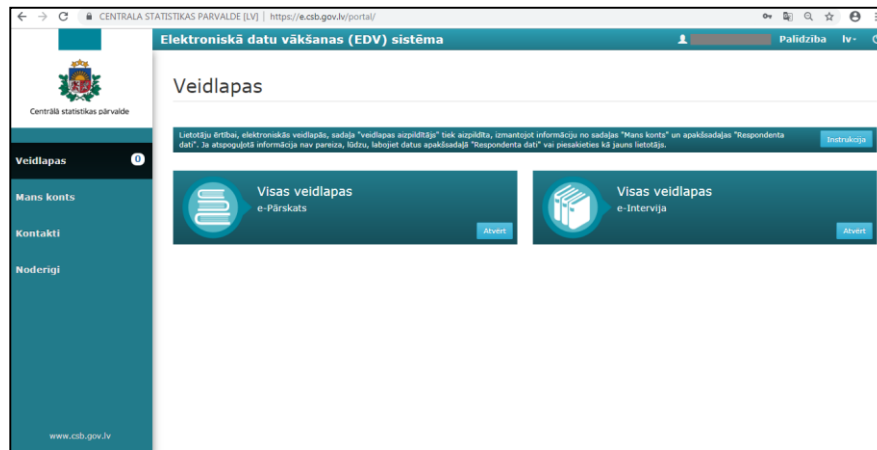 CENTRALA STATISTIKAS PARVALDE [LV] | https://e.csb.gov.lv/portal/
Elektroniskā datu vākšanas (EDV) sistēma
Palīdzība
lv
Centrālā statistikas pārvalde
Veidlapas
0
Mans konts
Kontakti
Noderīgi
www.csb.gov.lv
Veidlapas
Lietotāju ērtībai, elektroniskās veidlapās, sadaļa "veidlapas aizpildītājs" tiek aizpildīta, izmantojot informāciju no sadaļas "Mans konts" un apakšsadaļas "Respondenta
dati". Ja atspoguļotā informācija nav pareiza, lūdzu, labojiet datus apakšsadaļā "Respondenta dati" vai piesakieties kā jauns lietotājs.
Instrukcija
Visas veidlapas
e-Pārskats
Atvērt
Visas veidlapas
e-Intervija
Atvērt